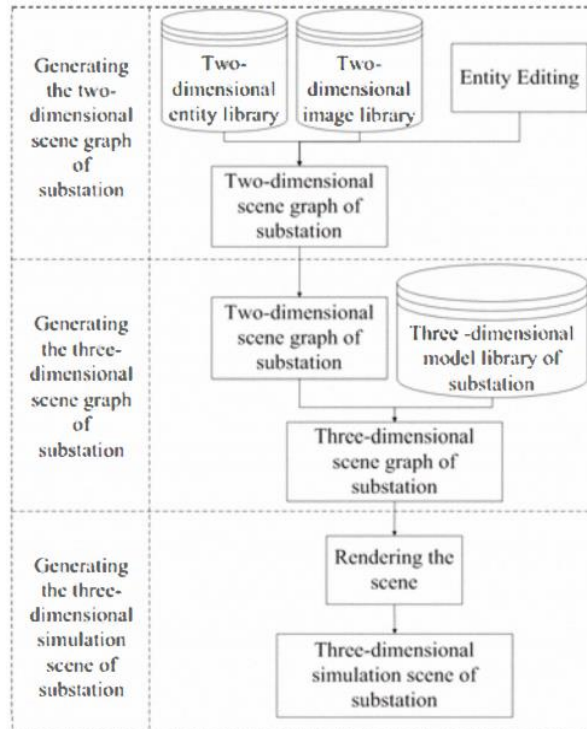 Generating
the two-
dimensional
scene graph
of
substation
Two-
dimensional
entity library
Two-
dimensional
image library
Entity Editing
Two-dimensional
scene graph of
substation
Generating
the three-
dimensional
scene graph
of
substation
Two-dimensional
scene graph of
substation
Three -dimensional
model library of
substation
Three-dimensional
scene graph of
substation
Generating
the three-
dimensional
simulation
scene of
substation
Rendering the
scene
Three-dimensional
simulation scene of
substation